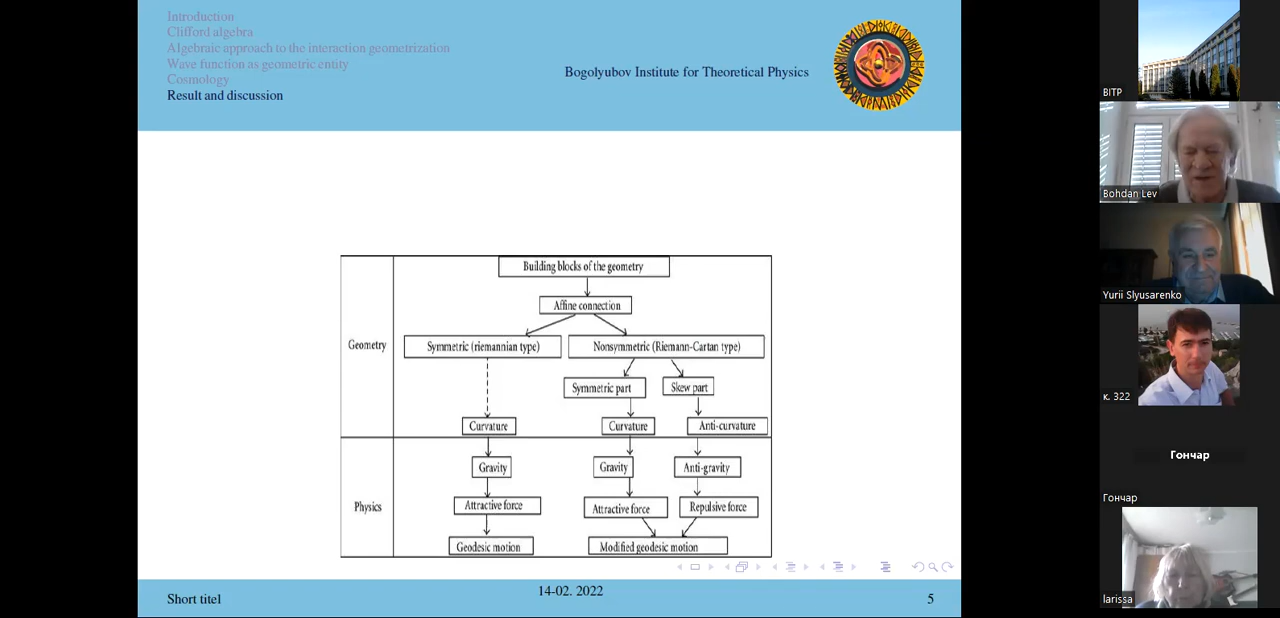 Introduction
Clifford algebra
Algebraic approach to the interaction geometrization
Wave function as geometric entity
Cosmology
Result and discussion
Bogolyubov Institute for Theoretical Physics
Building blocks of the geometry
Affine connection
Geometry
Symmetric (riemannian type)
Nonsymmetric (Riemann-Cartan type)
Symmetric part
Skew part
Curvature
Curvature
Anti-curvature
Gravity
Gravity
Anti-gravity
Physics
Attractive force
Attractive force
Repulsive force
Geodesic motion
Modified geodesic motion
Short titel
14-02. 2022
5
BITP
Bohdan Lev
Yurii Slyusarenko
к. 322
Гончар
Гончар
larissa